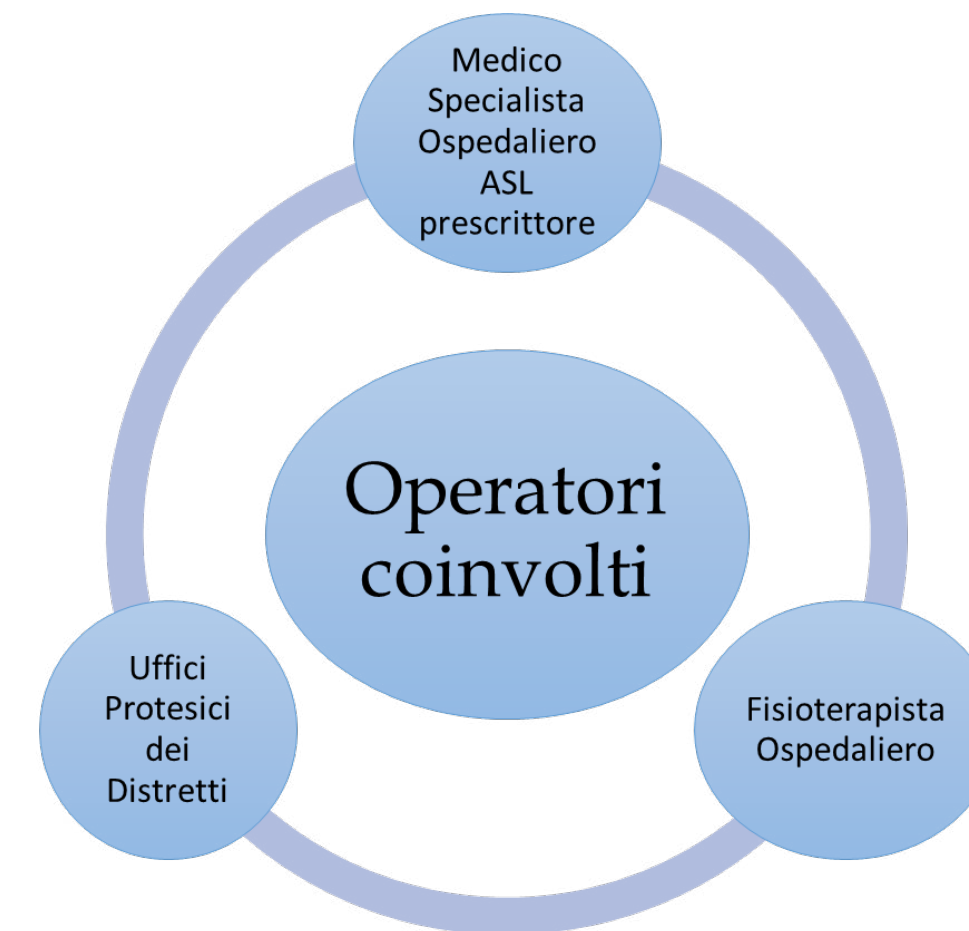 Medico
Specialista
Ospedaliero
ASL
prescrittore
Operatori
coinvolti
Uffici
Protesici
dei
Distretti
Fisioterapista
Ospedaliero